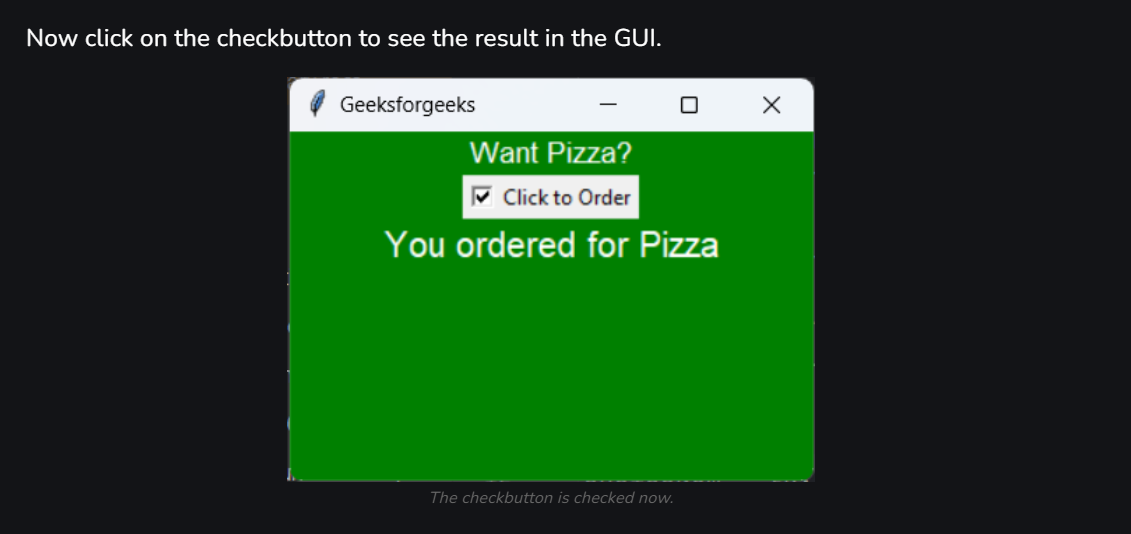 Now click on the checkbutton to see the result in the GUI.
Geeksforgeeks
Want Pizza?
Click to Order
You ordered for Pizza
The checkbutton is checked now.